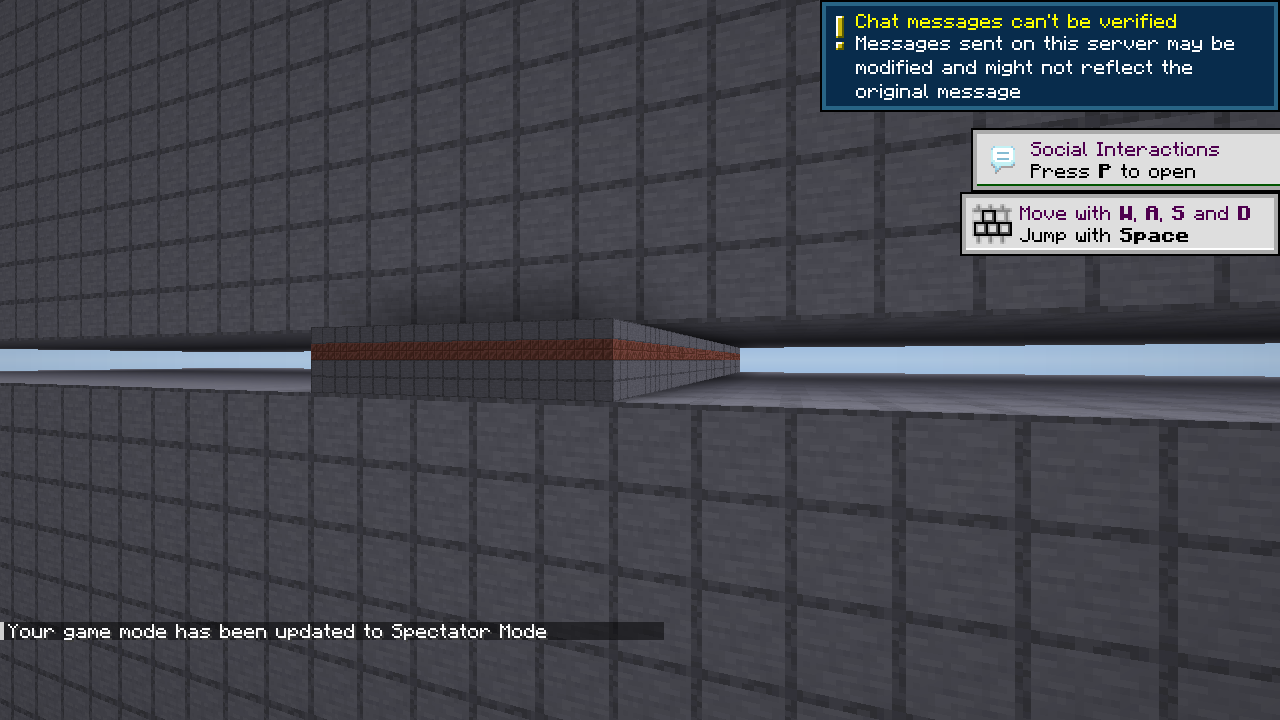 Chat messages can't be verified
Messages sent on this server may be
modified and might not reflect the
original message
Social Interactions
Press P to open
Move with W, A, S and D
Jump with Space
Your game mode has been updated to Spectator Mode